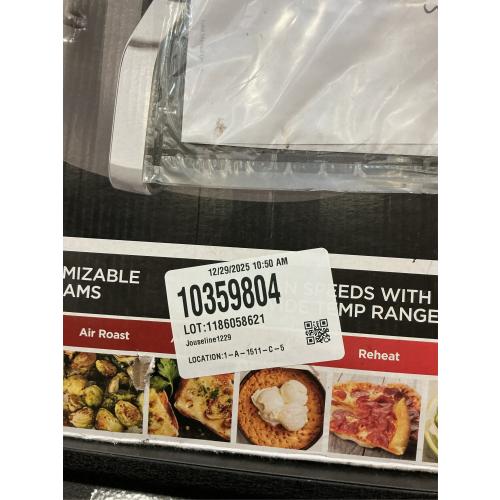 MIZABLE
AMS
Air Roast
12/29/2025 10:50 AM
10359804
LOT:1186058621
Jouseline1229
LOCATION:1-A-1511-C-5
SPEEDS WITH
TEMP RANGE
Reheat